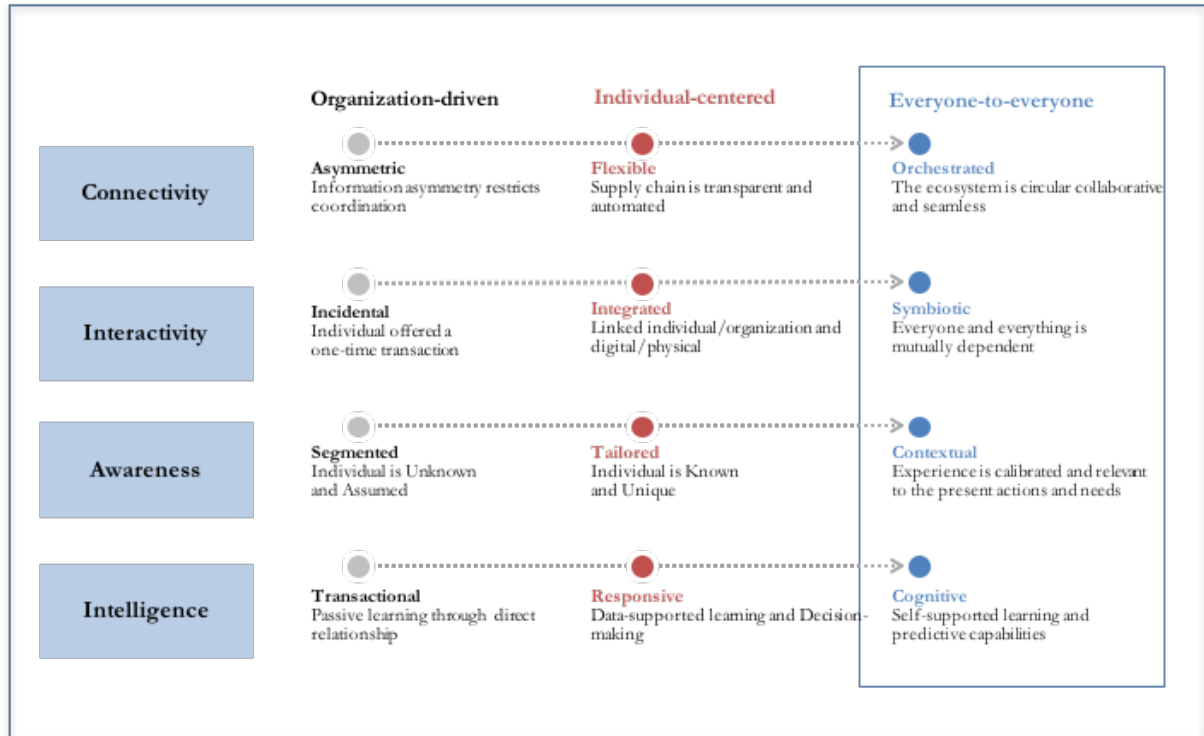 Organization-driven
Individual-centered
Everyone-to-everyone
Connectivity
Asymmetric
Information asymmetry restricts
coordination
Flexible
Supply chain is transparent and
automated
Orchestrated
The ecosystem is circular collaborative
and seamless
Interactivity
Incidental
Individual offered a
one-time transaction
Integrated
Linked individual/organization and
digital/physical
Symbiotic
Everyone and everything is
mutually dependent
Awareness
Segmented
Individual is Unknown
and Assumed
Tailored
Individual is Known
and Unique
Contextual
Experience is calibrated and relevant
to the present actions and needs
Intelligence
Transactional
Passive learning through direct
relationship
Responsive
Data-supported learning and Decision-
making
Cognitive
Self-supported learning and
predictive capabilities